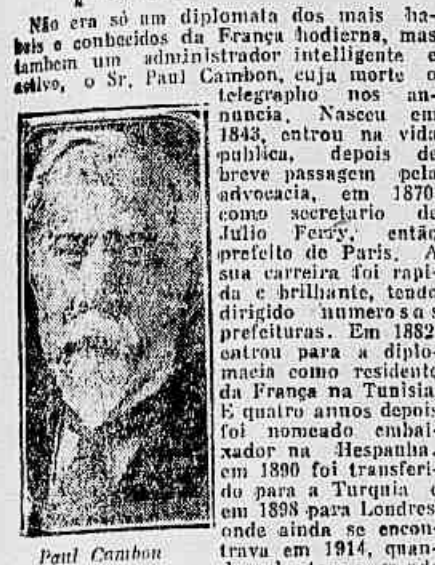 Não era só um diplomata dos mais ha-
beis e conhecidos da França hodierna, mas
tambem um administrador intelligente e
activo, o Sr. Paul Cambon, cuja morte o
telegrapho nos an-
nuncia. Nasceu em
1843, entrou na vida
publica, depois de
breve passagem pela
advocacia, em 1870
como secretario de
Julio Ferry, então
prefeito de Paris. A
sua carreira foi rapi-
da e brilhante, tendo
dirigido numerosas
prefeituras. Em 1882
entrou para a diplo-
macia como residente
da França na Tunisia
E quatro annos depois
foi nomeado embai-
xador na Hespanha.
em 1890 foi transferi-
do para a Turquia e
em 1898 para Londres
onde ainda se encon-
trava em 1914, quan-
Paul Cambon